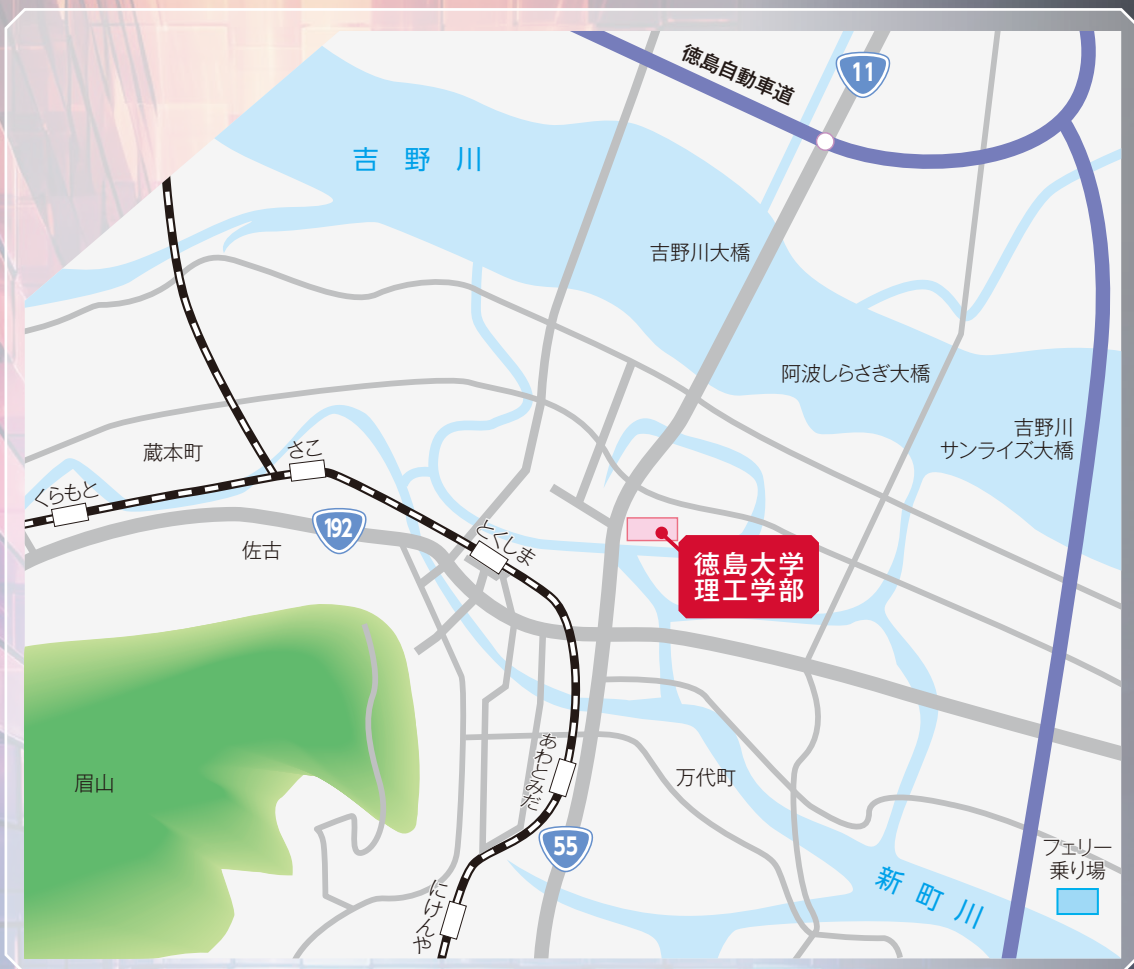 徳島自動車道
11
吉野川
吉野川大橋
阿波しらさぎ大橋
吉野川
サンライズ大橋
蔵本町
さこ
くらもと
192
佐古
とくしま
徳島大学
理工学部
眉山
あわとみだ
万代町
55
にけんや
新町川
フェリー
乗り場